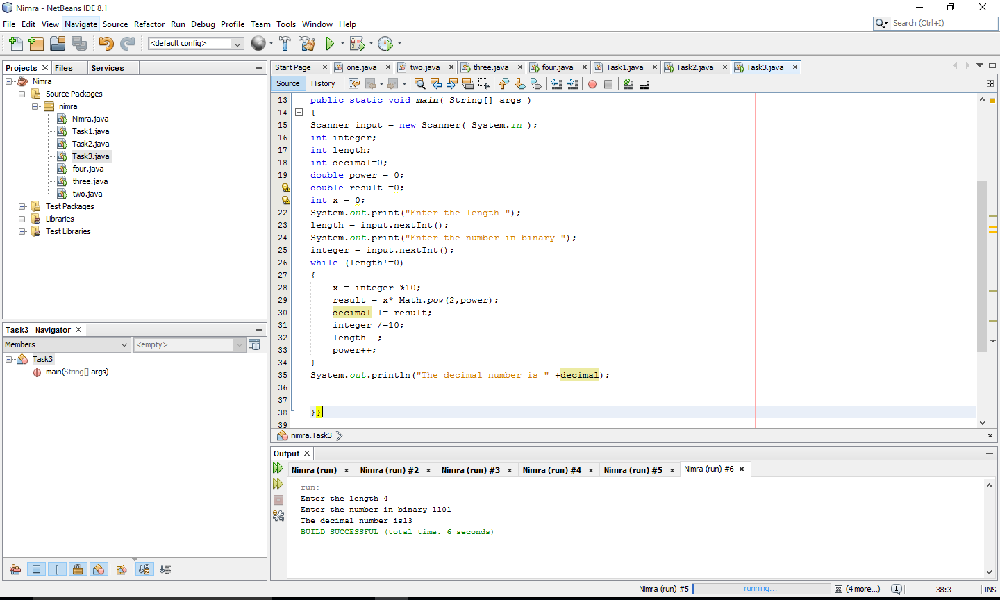 Nimra - NetBeans IDE 8.1
File Edit View Navigate Source Refactor Run Debug Profile Team Tools Window Help
Search (Ctrl+I)
<default config>
Projects Files Services
Nimra
Source Packages
nimra
Nimra.java
Task1.java
Task2.java
Task3.java
four.java
three.java
two.java
Test Packages
Libraries
Test Libraries
Task3 - Navigator
Members <empty>
Task3
main(String[] args)
Start Page one.java two.java three.java four.java Task1.java Task2.java Task3.java
Source History
13 public static void main( String[] args )
14 {
15 Scanner input = new Scanner( System.in );
16 int integer;
17 int length;
18 int decimal=0;
19 double power = 0;
double result =0;
int x = 0;
22 System.out.print("Enter the length ");
23 length = input.nextInt();
24 System.out.print("Enter the number in binary ");
25 integer = input.nextInt();
26 while (length!=0)
27 {
28 x = integer %10;
29 result = x* Math.pow(2,power);
30 decimal += result;
31 integer /=10;
32 length--;
33 power++;
34 }
35 System.out.println("The decimal number is " +decimal);
36
37
38 }}
39
nimra.Task3
Output
Nimra (run) Nimra (run) #2 Nimra (run) #3 Nimra (run) #4 Nimra (run) #5 Nimra (run) #6
run:
Enter the length 4
Enter the number in binary 1101
The decimal number is13
BUILD SUCCESSFUL (total time: 6 seconds)
Nimra (run) #5 running... (4 more...) 1 38:3 INS